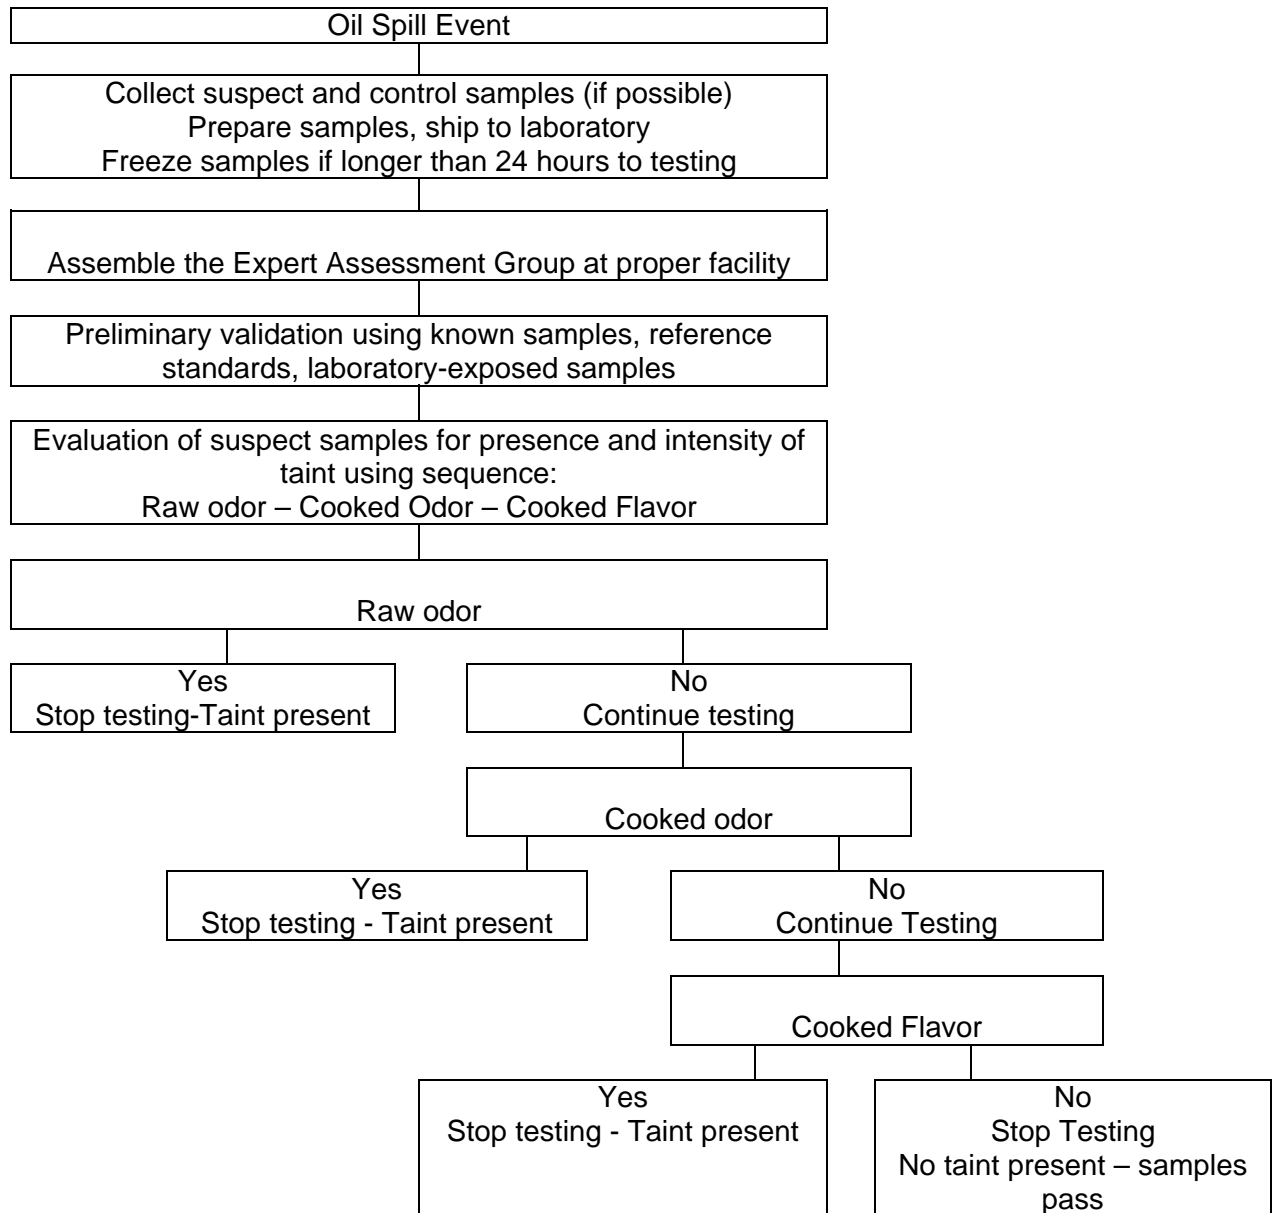 Oil Spill Event
Collect suspect and control samples (if possible)
Prepare samples, ship to laboratory
Freeze samples if longer than 24 hours to testing
Assemble the Expert Assessment Group at proper facility
Preliminary validation using known samples, reference
standards, laboratory-exposed samples
Evaluation of suspect samples for presence and intensity of
taint using sequence:
Raw odor – Cooked Odor – Cooked Flavor
Raw odor
Yes
Stop testing-Taint present
No
Continue testing
Cooked odor
Yes
Stop testing - Taint present
No
Continue Testing
Cooked Flavor
Yes
Stop testing - Taint present
No
Stop Testing
No taint present – samples
pass